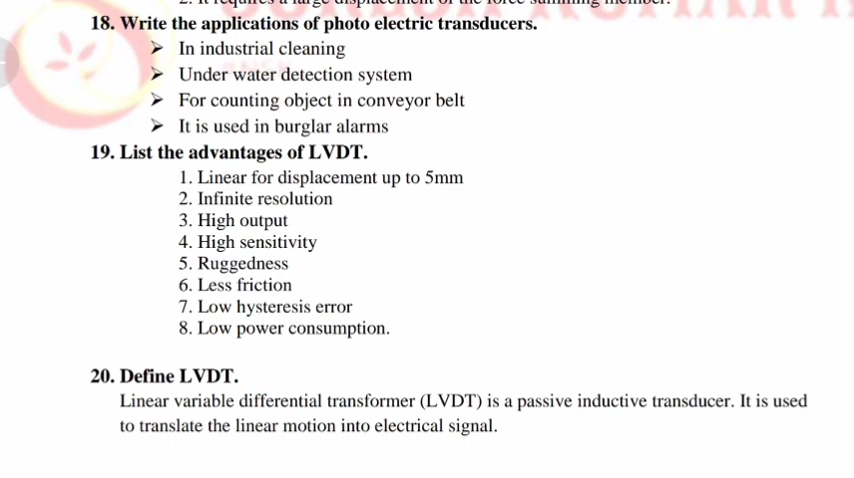 18. Write the applications of photo electric transducers.
➢ In industrial cleaning
➢ Under water detection system
➢ For counting object in conveyor belt
➢ It is used in burglar alarms
19. List the advantages of LVDT.
1. Linear for displacement up to 5mm
2. Infinite resolution
3. High output
4. High sensitivity
5. Ruggedness
6. Less friction
7. Low hysteresis error
8. Low power consumption.
20. Define LVDT.
Linear variable differential transformer (LVDT) is a passive inductive transducer. It is used
to translate the linear motion into electrical signal.